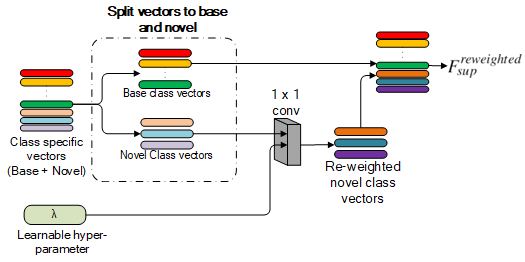 Split vectors to base
and novel
Base class vectors
Novel Class vectors
Class specific
vectors
(Base + Novel)
1 x 1
conv
F_{sup}^{reweighted}
Re-weighted
novel class
vectors
λ
Learnable hyper-
parameter